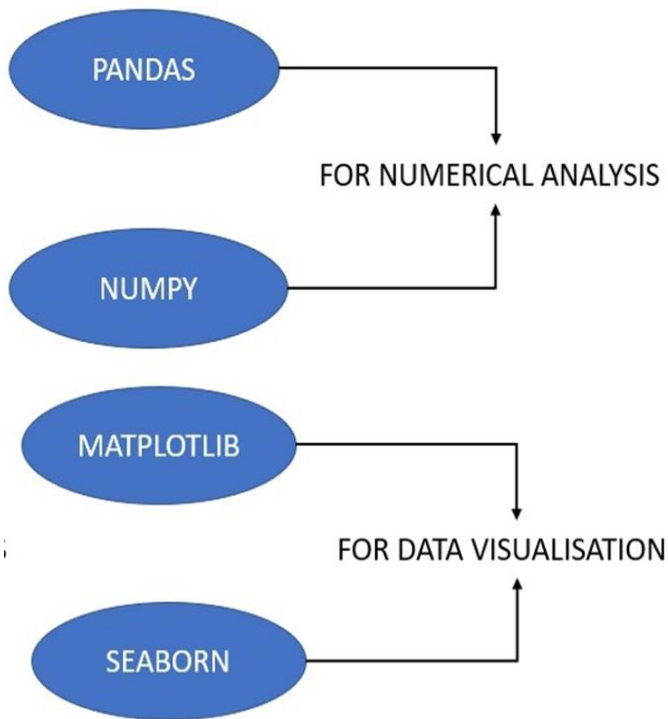 PANDAS
FOR NUMERICAL ANALYSIS
NUMPY
MATPLOTLIB
FOR DATA VISUALISATION
SEABORN